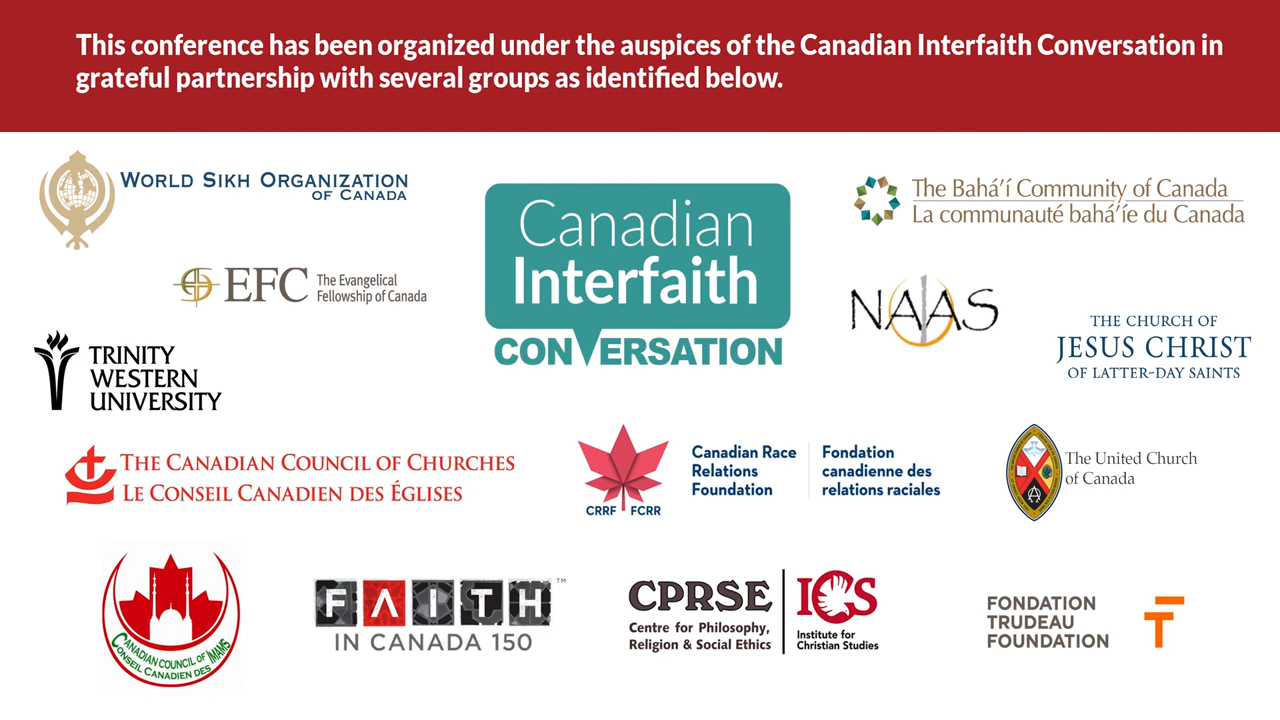 This conference has been organized under the auspices of the Canadian Interfaith Conversation in
grateful partnership with several groups as identified below.
WORLD SIKH ORGANIZATION
OF CANADA
EFC
The Evangelical
Fellowship of Canada
TRINITY
WESTERN
UNIVERSITY
Canadian
Interfaith
CONVERSATION
The Bahá’í Community of Canada
La communauté bahá’íe du Canada
NAAS
THE CHURCH OF
JESUS CHRIST
OF LATTER-DAY SAINTS
THE CANADIAN COUNCIL OF CHURCHES
LE CONSEIL CANADIEN DES ÉGLISES
CRRF FCRR
Canadian Race
Relations
Foundation
Fondation
canadienne des
relations raciales
The United Church
of Canada
CANADIAN COUNCIL OF IMAMS
CONSEIL CANADIEN DES
FAITH™
IN CANADA 150
CPRSE
Centre for Philosophy,
Religion & Social Ethics
ICS
Institute for
Christian Studies
FONDATION
TRUDEAU
FOUNDATION